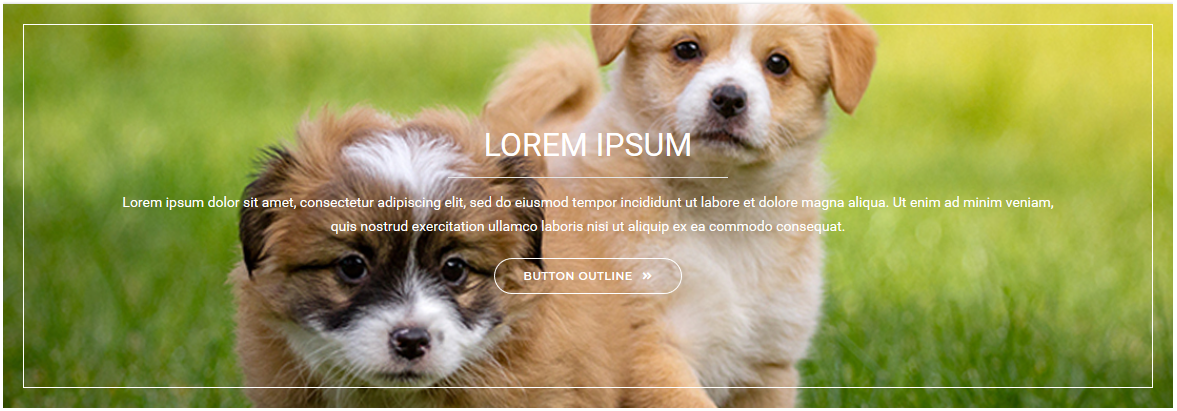 LOREM IPSUM
Lorem ipsum dolor sit amet, consectetur adipiscing elit, sed do eiusmod tempor incididunt ut labore et dolore magna aliqua. Ut enim ad minim veniam,
quis nostrud exercitation ullamco laboris nisi ut aliquip ex ea commodo consequat.
BUTTON OUTLINE »